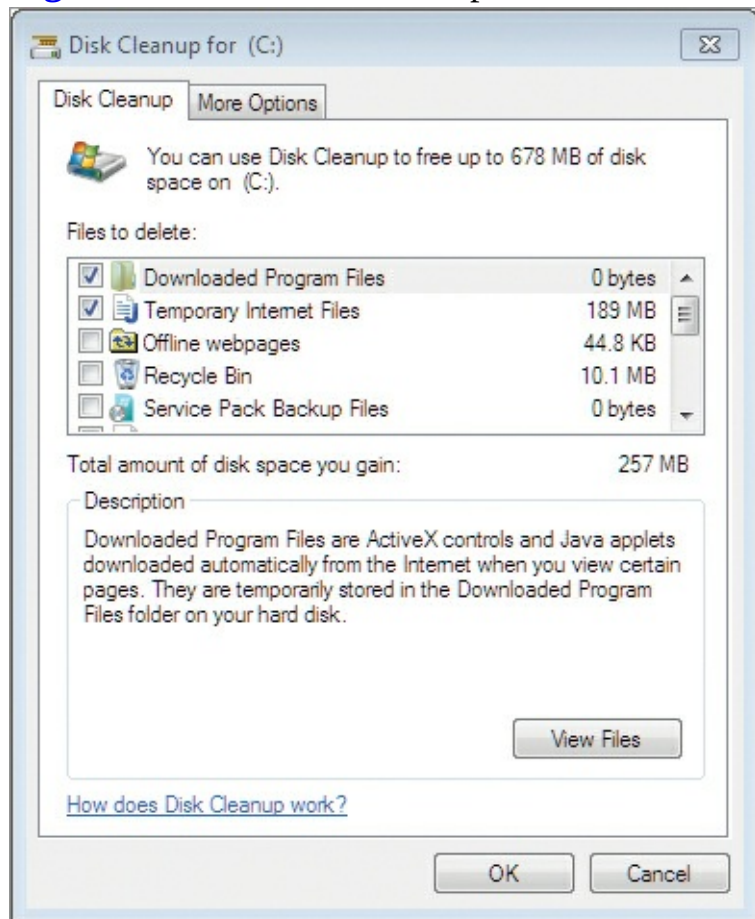 Disk Cleanup for (C:)
Disk Cleanup
More Options
You can use Disk Cleanup to free up to 678 MB of disk
space on (C:).
Files to delete:
Downloaded Program Files 0 bytes
Temporary Internet Files 189 MB
Offline webpages 44.8 KB
Recycle Bin 10.1 MB
Service Pack Backup Files 0 bytes
Total amount of disk space you gain: 257 MB
Description
Downloaded Program Files are ActiveX controls and Java applets
downloaded automatically from the Internet when you view certain
pages. They are temporarily stored in the Downloaded Program
Files folder on your hard disk.
View Files
How does Disk Cleanup work?
OK Cancel